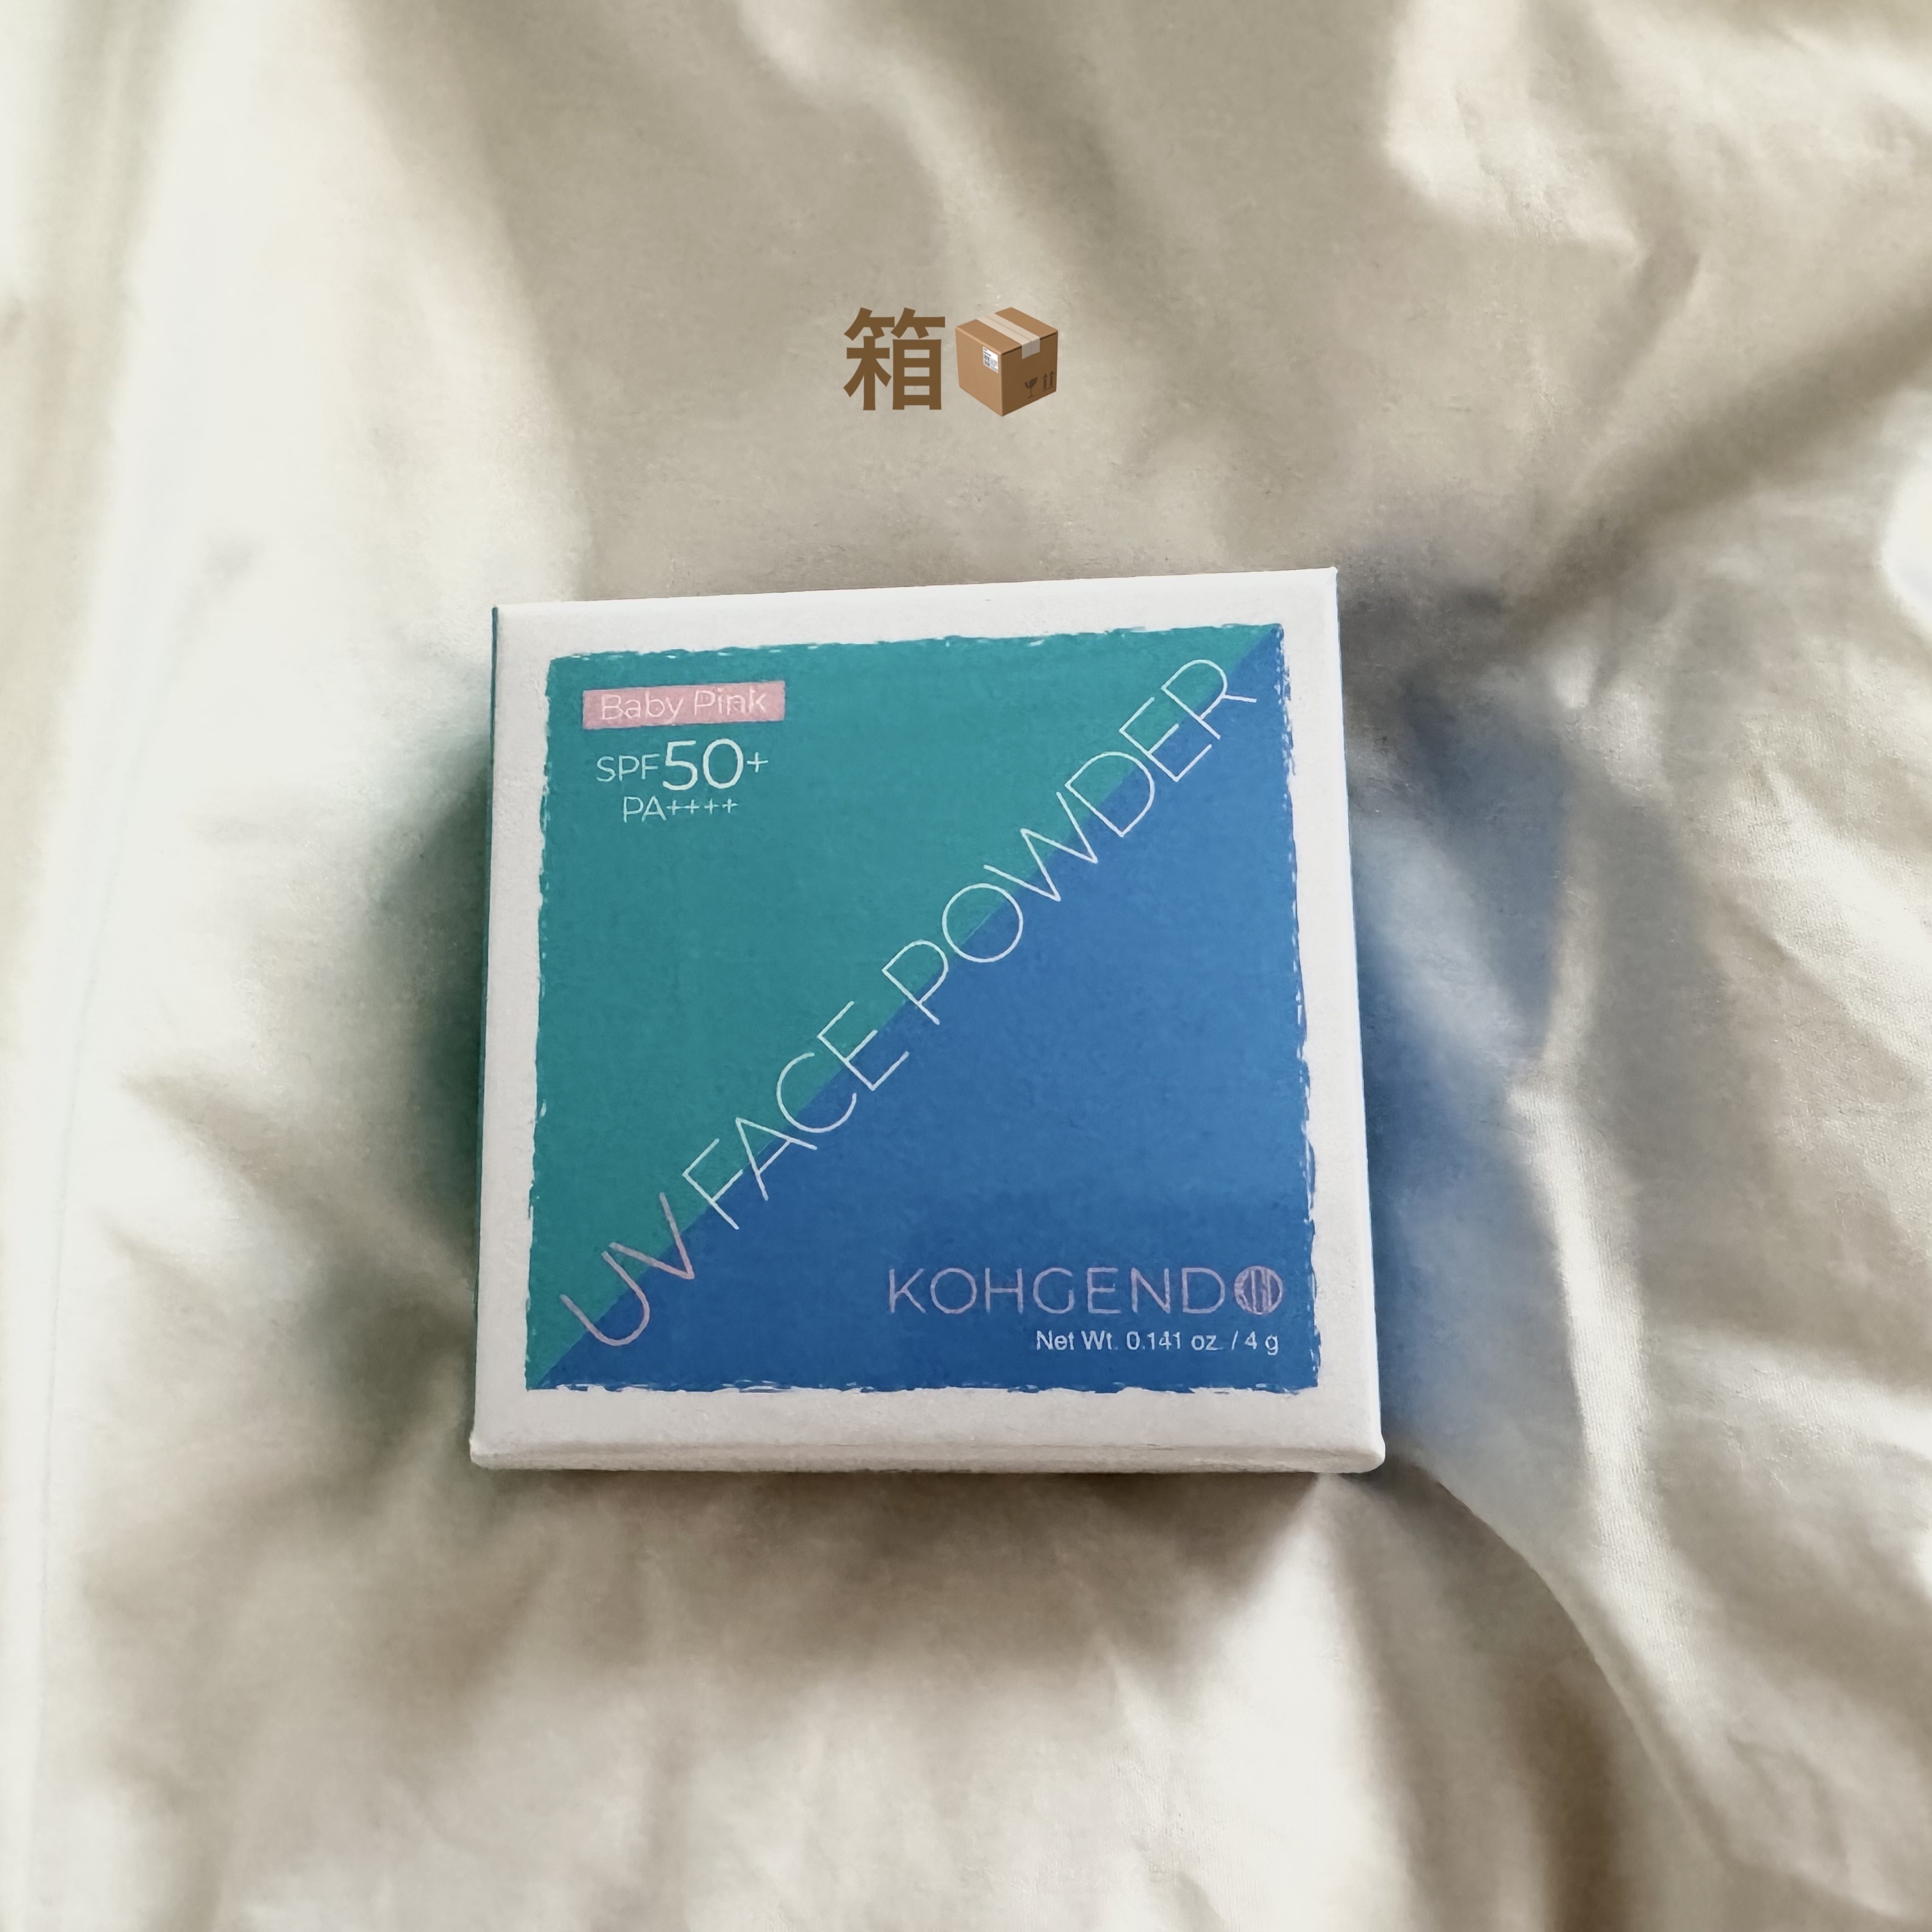 箱📦
Baby Pink
SPF50+
PA++++
UV FACE POWDER
KOHGENDO
Net Wt. 0.141 oz. / 4 g